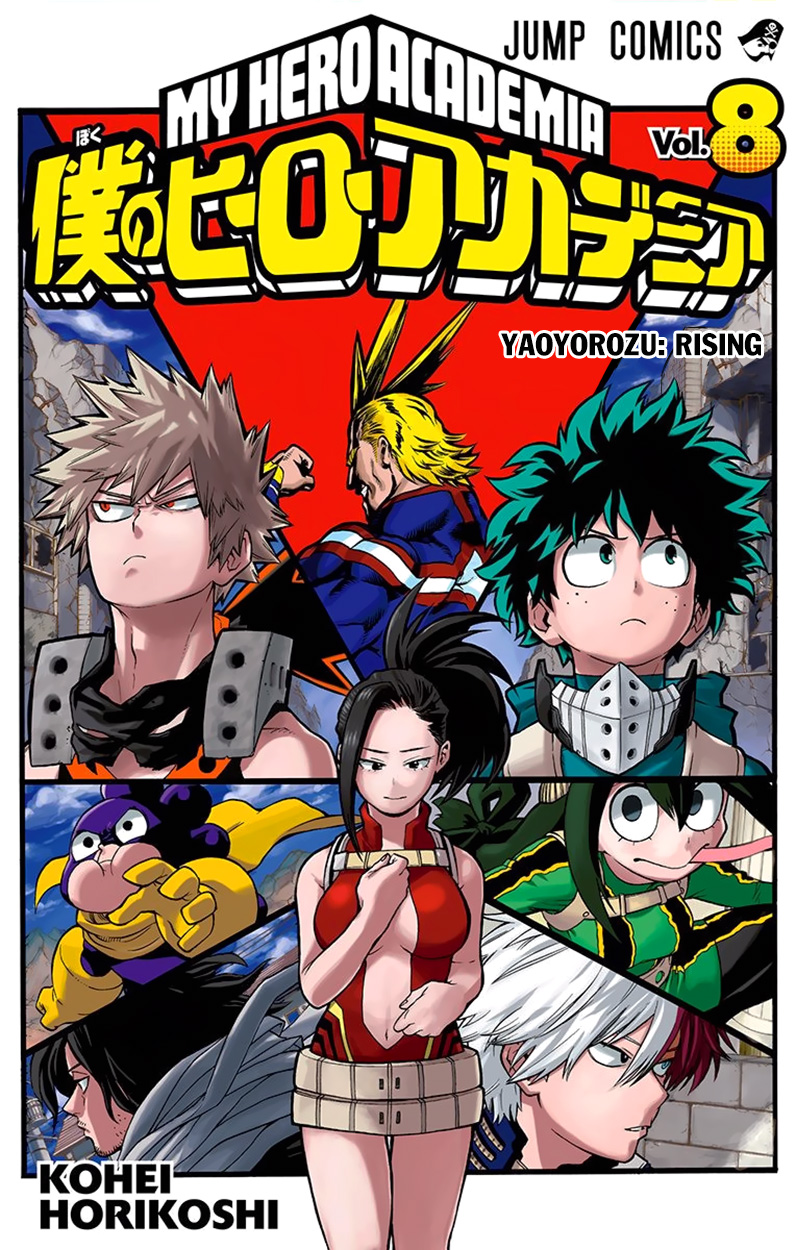 JUMP COMICS
MY HERO ACADEMIA
Vol.8
ぼく
僕のヒーローアカデミア
YAOYOROZU: RISING
KOHEI
HORIKOSHI